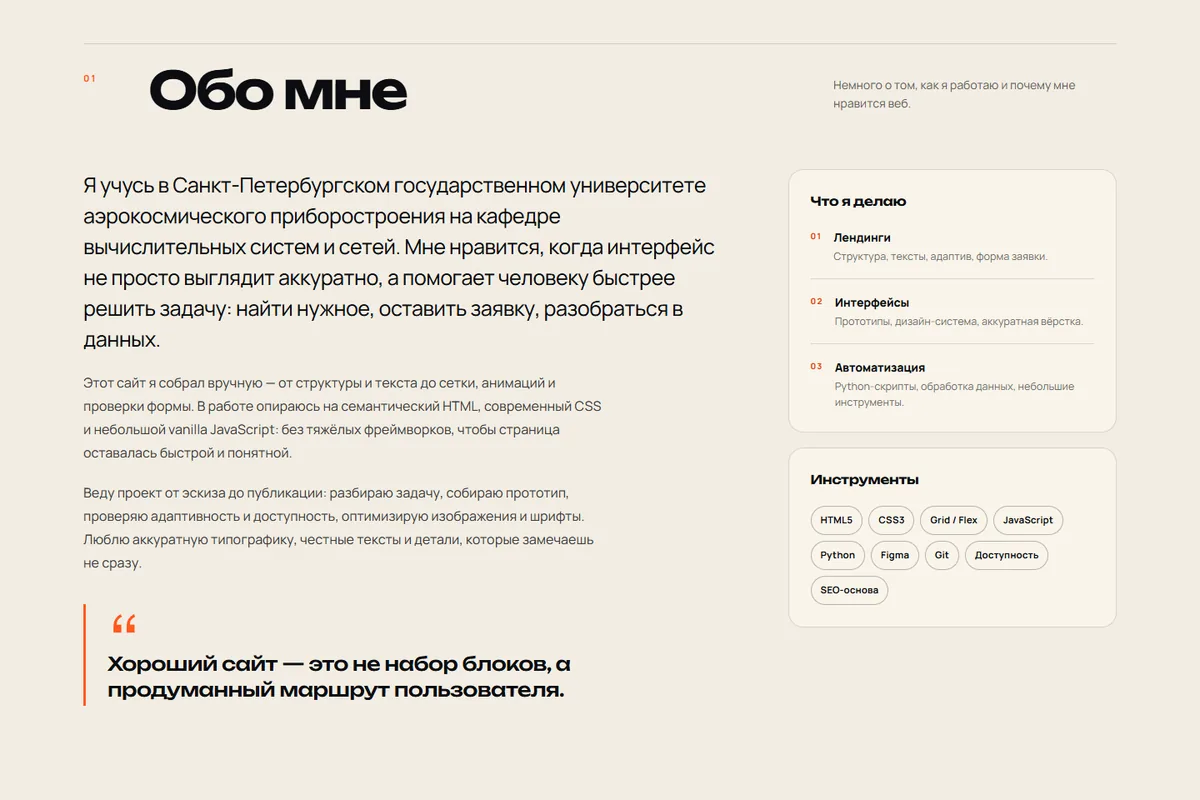 01
Обо мне
Немного о том, как я работаю и почему мне
нравится веб.
Я учусь в Санкт-Петербургском государственном университете
аэрокосмического приборостроения на кафедре
вычислительных систем и сетей. Мне нравится, когда интерфейс
не просто выглядит аккуратно, а помогает человеку быстрее
решить задачу: найти нужное, оставить заявку, разобраться в
данных.
Этот сайт я собрал вручную — от структуры и текста до сетки, анимаций и
проверки формы. В работе опираюсь на семантический HTML, современный CSS
и небольшой vanilla JavaScript: без тяжёлых фреймворков, чтобы страница
оставалась быстрой и понятной.
Веду проект от эскиза до публикации: разбираю задачу, собираю прототип,
проверяю адаптивность и доступность, оптимизирую изображения и шрифты.
Люблю аккуратную типографику, честные тексты и детали, которые замечаешь
не сразу.
“
Хороший сайт — это не набор блоков, а
продуманный маршрут пользователя.
Что я делаю
01 Лендинги
Структура, тексты, адаптив, форма заявки.
02 Интерфейсы
Прототипы, дизайн-система, аккуратная вёрстка.
03 Автоматизация
Python-скрипты, обработка данных, небольшие
инструменты.
Инструменты
HTML5 CSS3 Grid / Flex JavaScript
Python Figma Git Доступность
SEO-основа